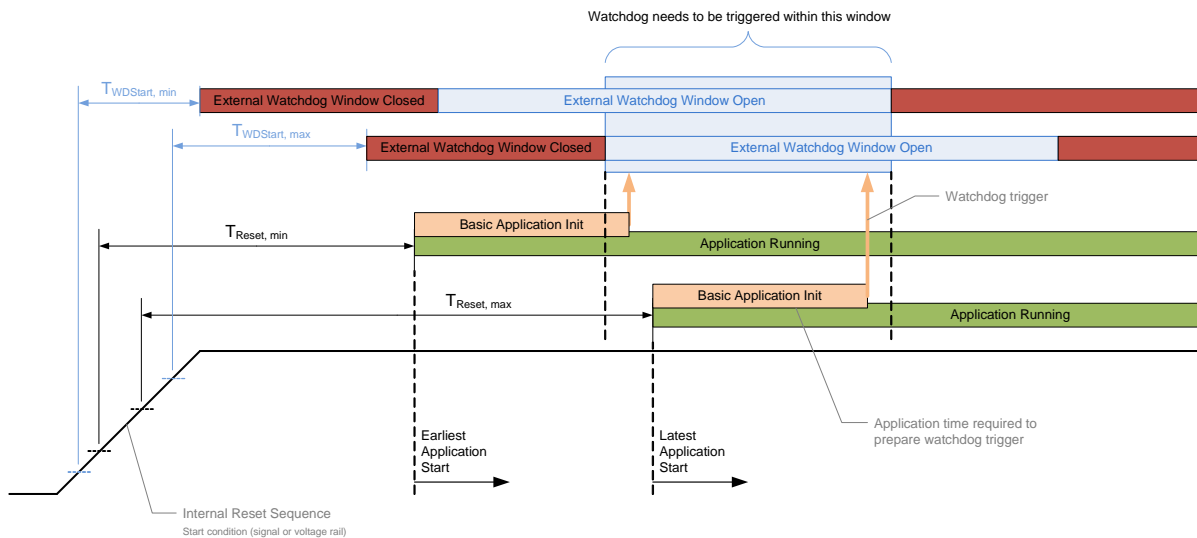 Watchdog needs to be triggered within this window
TWDStart, min
External Watchdog Window Closed
External Watchdog Window Open
TWDStart, max
External Watchdog Window Closed
External Watchdog Window Open
Watchdog trigger
Basic Application Init
TReset, min
Application Running
Basic Application Init
TReset, max
Application Running
Application time required to
prepare watchdog trigger
Earliest
Application
Start
Latest
Application
Start
Internal Reset Sequence
Start condition (signal or voltage rail)